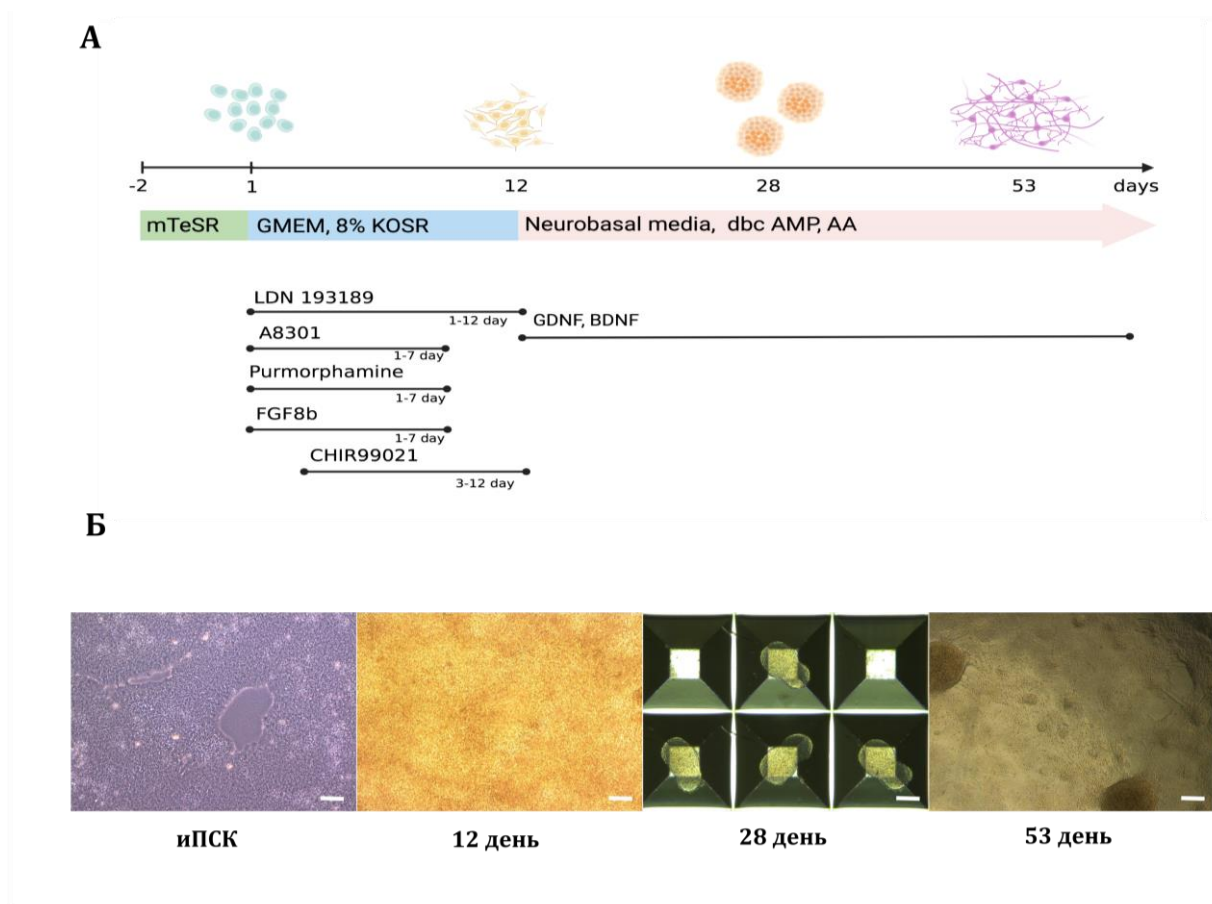 А
-2 1 12 28 53 days
mTeSR GMEM, 8% KOSR Neurobasal media, dbc AMP, AA
LDN 193189
1-12 day
GDNF, BDNF
A8301
1-7 day
Purmorphamine
1-7 day
FGF8b
1-7 day
CHIR99021
3-12 day
Б
иПСК 12 день 28 день 53 день